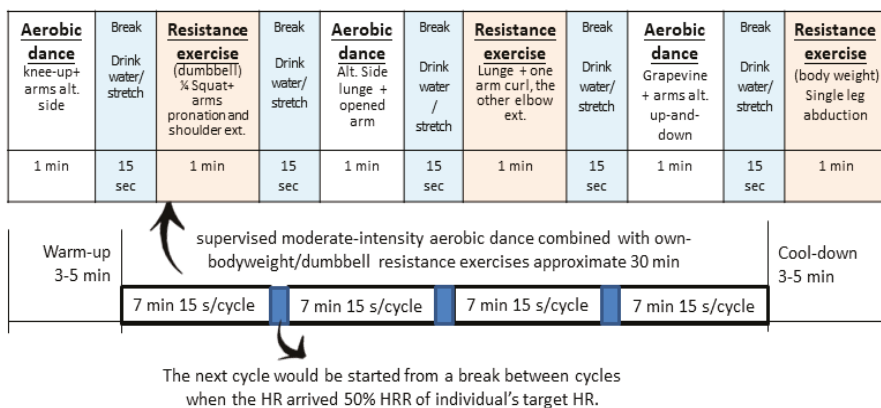 Aerobic
dance
knee-up+
arms alt.
side
Break
Drink
water/
stretch
Resistance
exercise
(dumbbell)
¼ Squat+
arms
pronation and
shoulder ext.
Break
Drink
water/
stretch
Aerobic
dance
Alt. Side
lunge +
opened
arm
Break
Drink
water
/
stretch
Resistance
exercise
Lunge + one
arm curl, the
other elbow
ext.
Break
Drink
water/
stretch
Aerobic
dance
Grapevine
+ arms alt.
up-and-
down
Break
Drink
water/
stretch
Resistance
exercise
(body weight)
Single leg
abduction
1 min
15
sec
1 min
15
sec
1 min
15
sec
1 min
15
sec
1 min
15
sec
1 min
Warm-up
3-5 min
supervised moderate-intensity aerobic dance combined with own-
bodyweight/dumbbell resistance exercises approximate 30 min
Cool-down
3-5 min
7 min 15 s/cycle
7 min 15 s/cycle
7 min 15 s/cycle
7 min 15 s/cycle
The next cycle would be started from a break between cycles
when the HR arrived 50% HRR of individual's target HR.